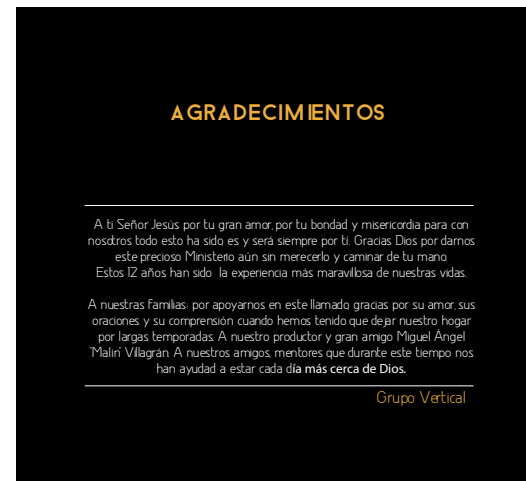 AGRADECIMIENTOS
A ti Señor Jesús por tu gran amor, por tu bondad y misericordia para con
nosotros todo esto ha sido, es y será siempre por ti. Gracias Dios por darnos
este precioso Ministerio aún sin merecerlo y caminar de tu mano.
Estos 12 años han sido la experiencia más maravillosa de nuestras vidas.
A nuestras familias: por apoyarnos en este llamado, gracias por su amor, sus
oraciones y su comprensión cuando hemos tenido que dejar nuestro hogar
por largas temporadas. A nuestro productor y gran amigo Miguel Ángel
"Malin" Villagrán. A nuestros amigos, mentores que durante este tiempo nos
han ayudad a estar cada día más cerca de Dios.
Grupo Vertical